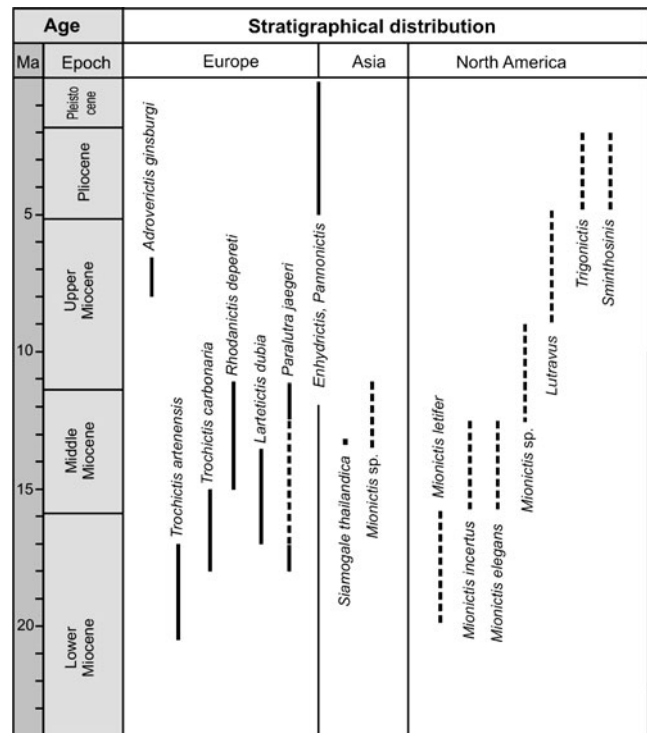 Age
Stratigraphical distribution
Ma
Epoch
Europe
Asia
North America
Pleisto
cene
Pliocene
Upper
Miocene
Middle
Miocene
Lower
Miocene
5
10
15
20
Adroverictis ginsburgi
Trochictis artenensis
Trochictis carbonaria
Rhodanictis depereti
Lartetictis dubia
Paralutra jaegeri
Enhydrictis, Pannonictis
Siamogale thailandica
Mionictis sp.
Mionictis letifer
Mionictis incertus
Mionictis elegans
Mionictis sp.
Lutravus
Trigonictis
Sminthosinis